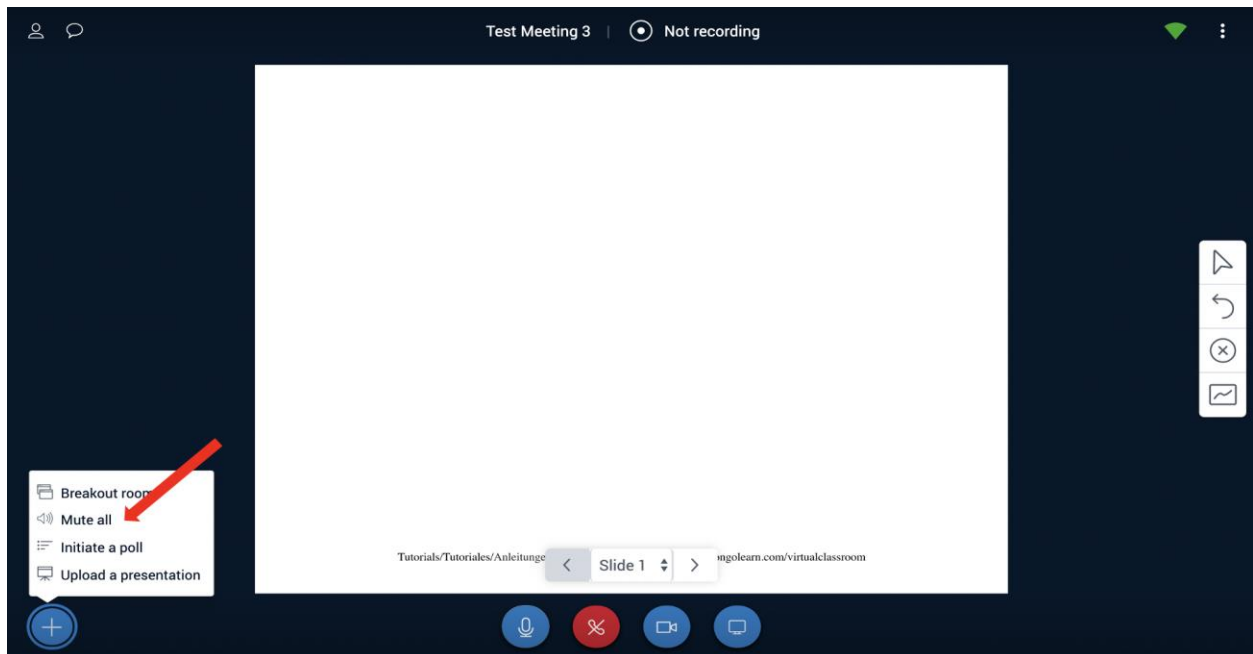 Test Meeting 3 | Not recording
Breakout room
Mute all
Initiate a poll
Upload a presentation
Tutorials/Tutoriales/Anleitunge ongolearn.com/virtualclassroom
Slide 1